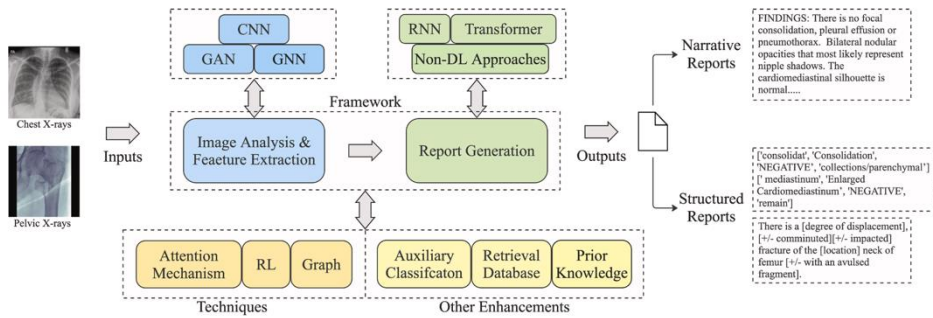 Chest X-rays
Pelvic X-rays
Inputs
CNN
GAN
GNN
RNN
Transformer
Non-DL Approaches
Framework
Image Analysis &
Feaeture Extraction
Report Generation
Attention
Mechanism
RL
Graph
Techniques
Auxiliary
Classifcaton
Retrieval
Database
Prior
Knowledge
Other Enhancements
Outputs
Narrative
Reports
FINDINGS: There is no focal
consolidation, pleural effusion or
pneumothorax. Bilateral nodular
opacities that most likely represent
nipple shadows. The
cardiomediastinal silhouette is
normal.....
Structured
Reports
['consolidat', 'Consolidation',
'NEGATIVE', 'collections/parenchymal']
[' mediastinum', 'Enlarged
Cardiomediastinum', 'NEGATIVE',
'remain']
There is a [degree of displacement],
[+/- comminuted][+/- impacted]
fracture of the [location] neck of
femur [+/- with an avulsed
fragment].